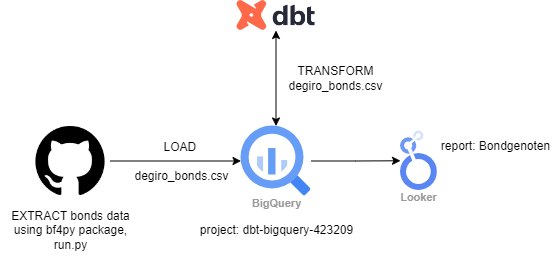 dbt
TRANSFORM
degiro_bonds.csv
LOAD
degiro_bonds.csv
report: Bondgenoten
BigQuery
Looker
EXTRACT bonds data
using bf4py package,
run.py
project: dbt-bigquery-423209